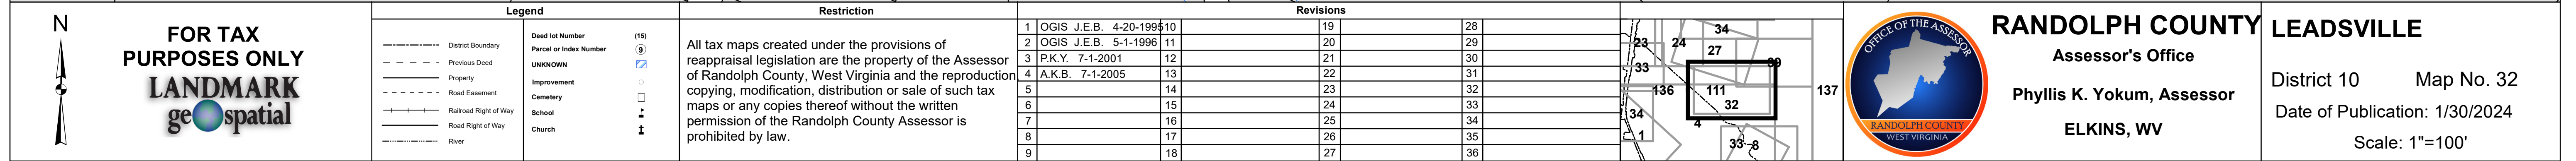 N
FOR TAX
PURPOSES ONLY
LANDMARK
geospatial
Legend
District Boundary
Previous Deed
Property
Road Easement
Railroad Right of Way
Road Right of Way
River
Deed lot Number (15)
Parcel or Index Number 9
UNKNOWN
Improvement
Cemetery
School
Church
Restriction
All tax maps created under the provisions of
reappraisal legislation are the property of the Assessor
of Randolph County, West Virginia and the reproduction
copying, modification, distribution or sale of such tax
maps or any copies thereof without the written
permission of the Randolph County Assessor is
prohibited by law.
Revisions
1 OGIS J.E.B. 4-20-1995 10 19 28
2 OGIS J.E.B. 5-1-1996 11 20 29
3 P.K.Y. 7-1-2001 12 21 30
4 A.K.B. 7-1-2005 13 22 31
5 14 23 32
6 15 24 33
7 16 25 34
8 17 26 35
9 18 27 36
34
23 24 27
33 39
136 111 137
32
34 4
1 33 8
OFFICE OF THE ASSESSOR
RANDOLPH COUNTY
WEST VIRGINIA
RANDOLPH COUNTY
Assessor's Office
Phyllis K. Yokum, Assessor
ELKINS, WV
LEADSVILLE
District 10 Map No. 32
Date of Publication: 1/30/2024
Scale: 1"=100'